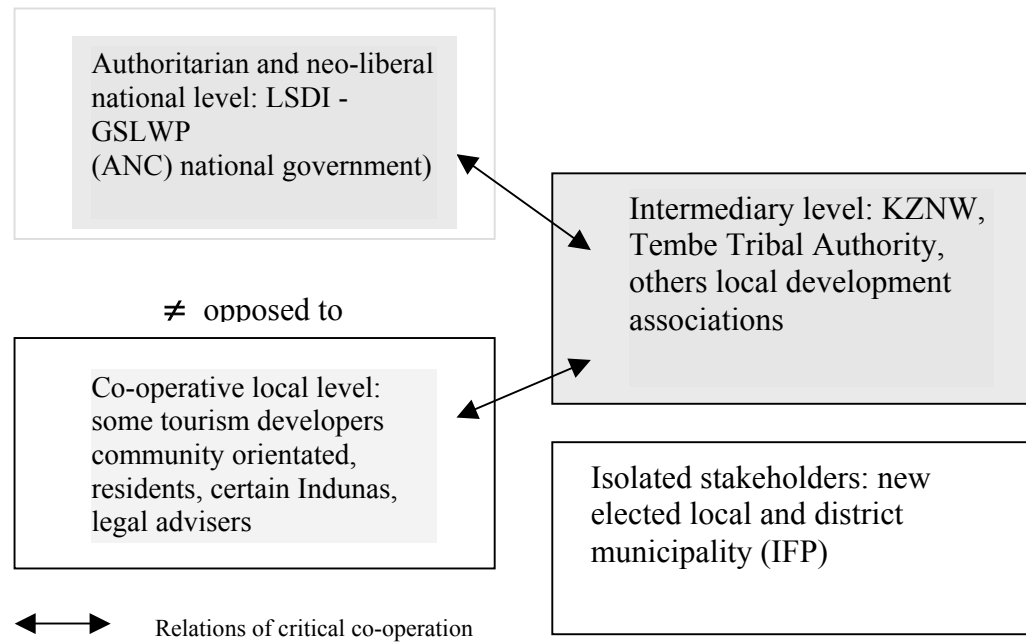 Authoritarian and neo-liberal
national level: LSDI -
GSLWP
(ANC) national government)
≠ opposed to
Co-operative local level:
some tourism developers
community orientated,
residents, certain Indunas,
legal advisers
Intermediary level: KZNW,
Tembe Tribal Authority,
others local development
associations
Isolated stakeholders: new
elected local and district
municipality (IFP)
Relations of critical co-operation